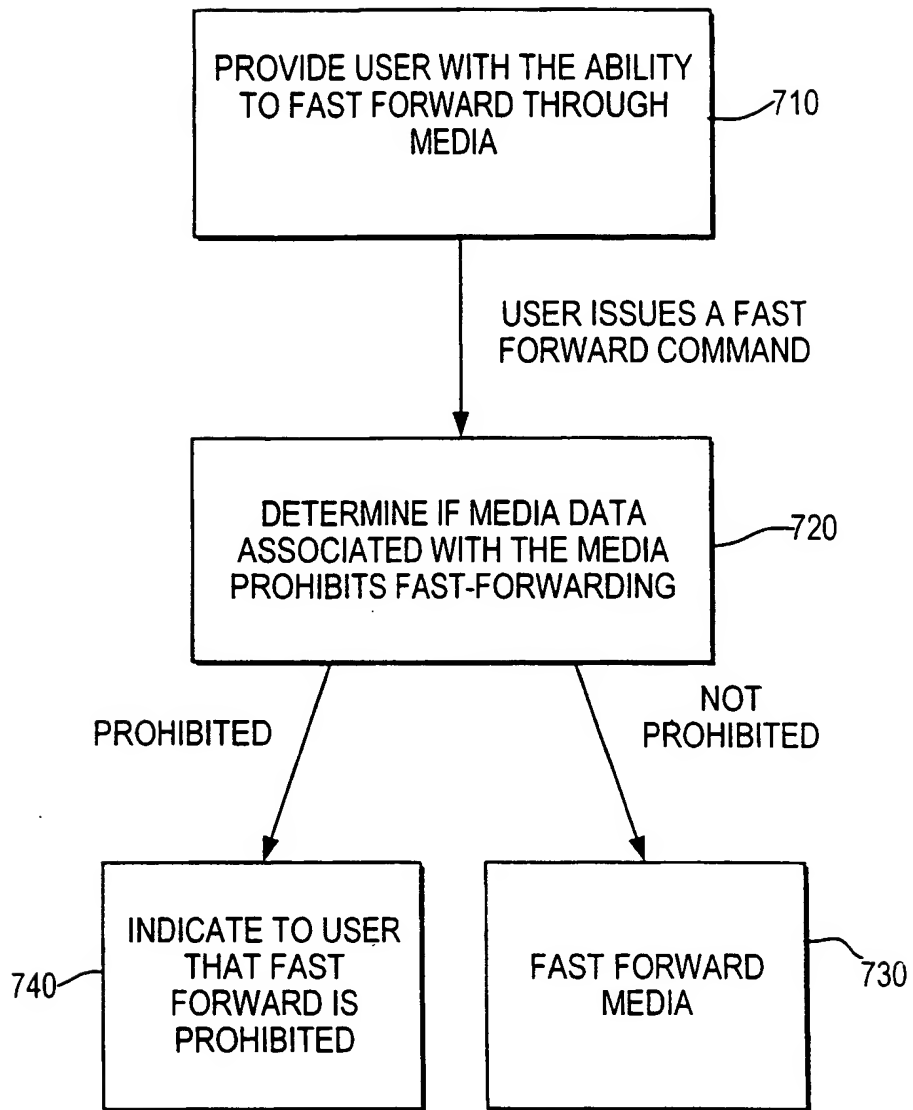 PROVIDE USER WITH THE ABILITY
TO FAST FORWARD THROUGH
MEDIA
710
USER ISSUES A FAST
FORWARD COMMAND
DETERMINE IF MEDIA DATA
ASSOCIATED WITH THE MEDIA
PROHIBITS FAST-FORWARDING
720
PROHIBITED
NOT
PROHIBITED
INDICATE TO USER
THAT FAST
FORWARD IS
PROHIBITED
740
FAST FORWARD
MEDIA
730